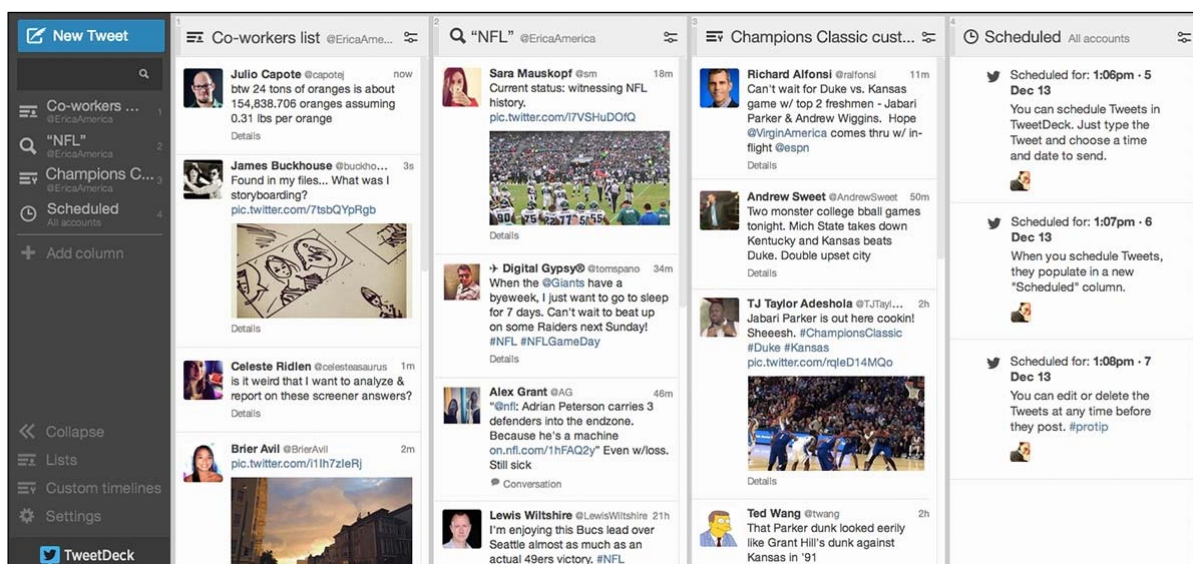 New Tweet
Co-workers ...
@EricaAmerica
1
"NFL"
@EricaAmerica
2
Champions C...
@EricaAmerica
3
Scheduled
All accounts
4
Add column
Collapse
Lists
Custom timelines
Settings
TweetDeck
1
Co-workers list @EricaAme...
Julio Capote @capotej now
btw 24 tons of oranges is about
154,838.706 oranges assuming
0.31 lbs per orange
Details
James Buckhouse @buckho... 3s
Found in my files... What was I
storyboarding?
pic.twitter.com/7tsbQYpRgb
Details
Celeste Ridlen @celesteasaurus 1m
is it weird that I want to analyze &
report on these screener answers?
Details
Brier Avil @BrierAvil 2m
pic.twitter.com/i1Ih7zIeRj
2
"NFL" @EricaAmerica
Sara Mauskopf @sm 18m
Current status: witnessing NFL
history.
pic.twitter.com/I7VSHuDOfQ
90 75 77 55
Details
✈ Digital Gypsy® @tomspano 34m
When the @Giants have a
byeweek, I just want to go to sleep
for 7 days. Can't wait to beat up
on some Raiders next Sunday!
#NFL #NFLGameDay
Details
Alex Grant @AG 46m
"@nfl: Adrian Peterson carries 3
defenders into the endzone.
Because he's a machine
on.nfl.com/1hFAQ2y" Even w/loss.
Still sick
Conversation
Lewis Wiltshire @LewisWiltshire 21h
I'm enjoying this Bucs lead over
Seattle almost as much as an
actual 49ers victory. #NFL
3
Champions Classic cust...
Richard Alfonsi @ralfonsi 11m
Can't wait for Duke vs. Kansas
game w/ top 2 freshmen - Jabari
Parker & Andrew Wiggins. Hope
@VirginAmerica comes thru w/ in-
flight @espn
Details
Andrew Sweet @AndrewSweet 50m
Two monster college bball games
tonight. Mich State takes down
Kentucky and Kansas beats
Duke. Double upset city
Details
TJ Taylor Adeshola @TJTayl... 2h
Jabari Parker is out here cookin!
Sheeesh. #ChampionsClassic
#Duke #Kansas
pic.twitter.com/rqIeD14MQo
Details
Ted Wang @twang 2h
That Parker dunk looked eerily
like Grant Hill's dunk against
Kansas in '91
4
Scheduled All accounts
Scheduled for: 1:06pm · 5
Dec 13
You can schedule Tweets in
TweetDeck. Just type the
Tweet and choose a time
and date to send.
Scheduled for: 1:07pm · 6
Dec 13
When you schedule Tweets,
they populate in a new
"Scheduled" column.
Scheduled for: 1:08pm · 7
Dec 13
You can edit or delete the
Tweets at any time before
they post. #protip